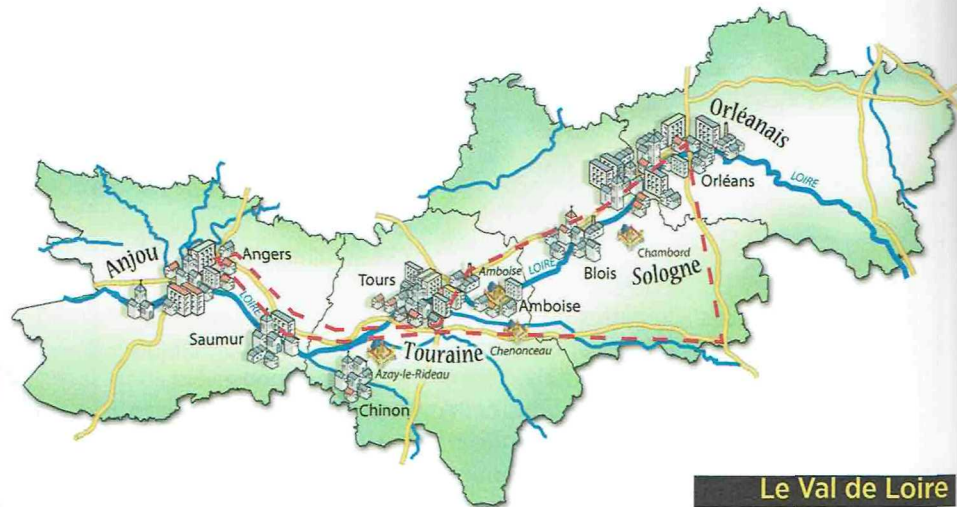 Orléanais
Orléans
LOIRE
Anjou
Angers
Tours
Amboise
LOIRE
Blois
Chambord
Sologne
Amboise
LOIRE
Saumur
Touraine
Chenonceau
Azay-le-Rideau
Chinon
Le Val de Loire